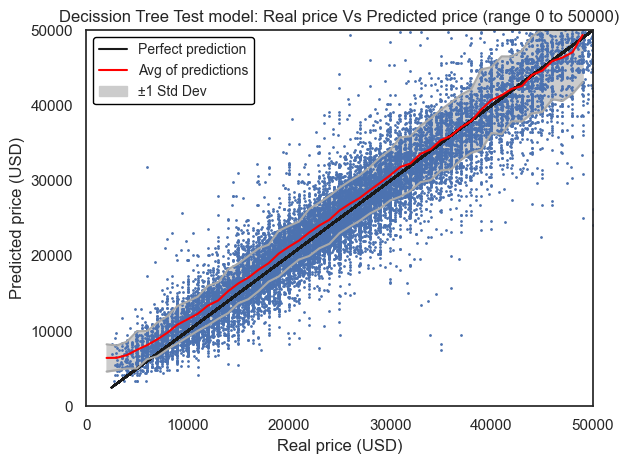 Decission Tree Test model: Real price Vs Predicted price (range 0 to 50000)
Perfect prediction
Avg of predictions
±1 Std Dev
Predicted price (USD)
50000
40000
30000
20000
10000
0
0 10000 20000 30000 40000 50000
Real price (USD)